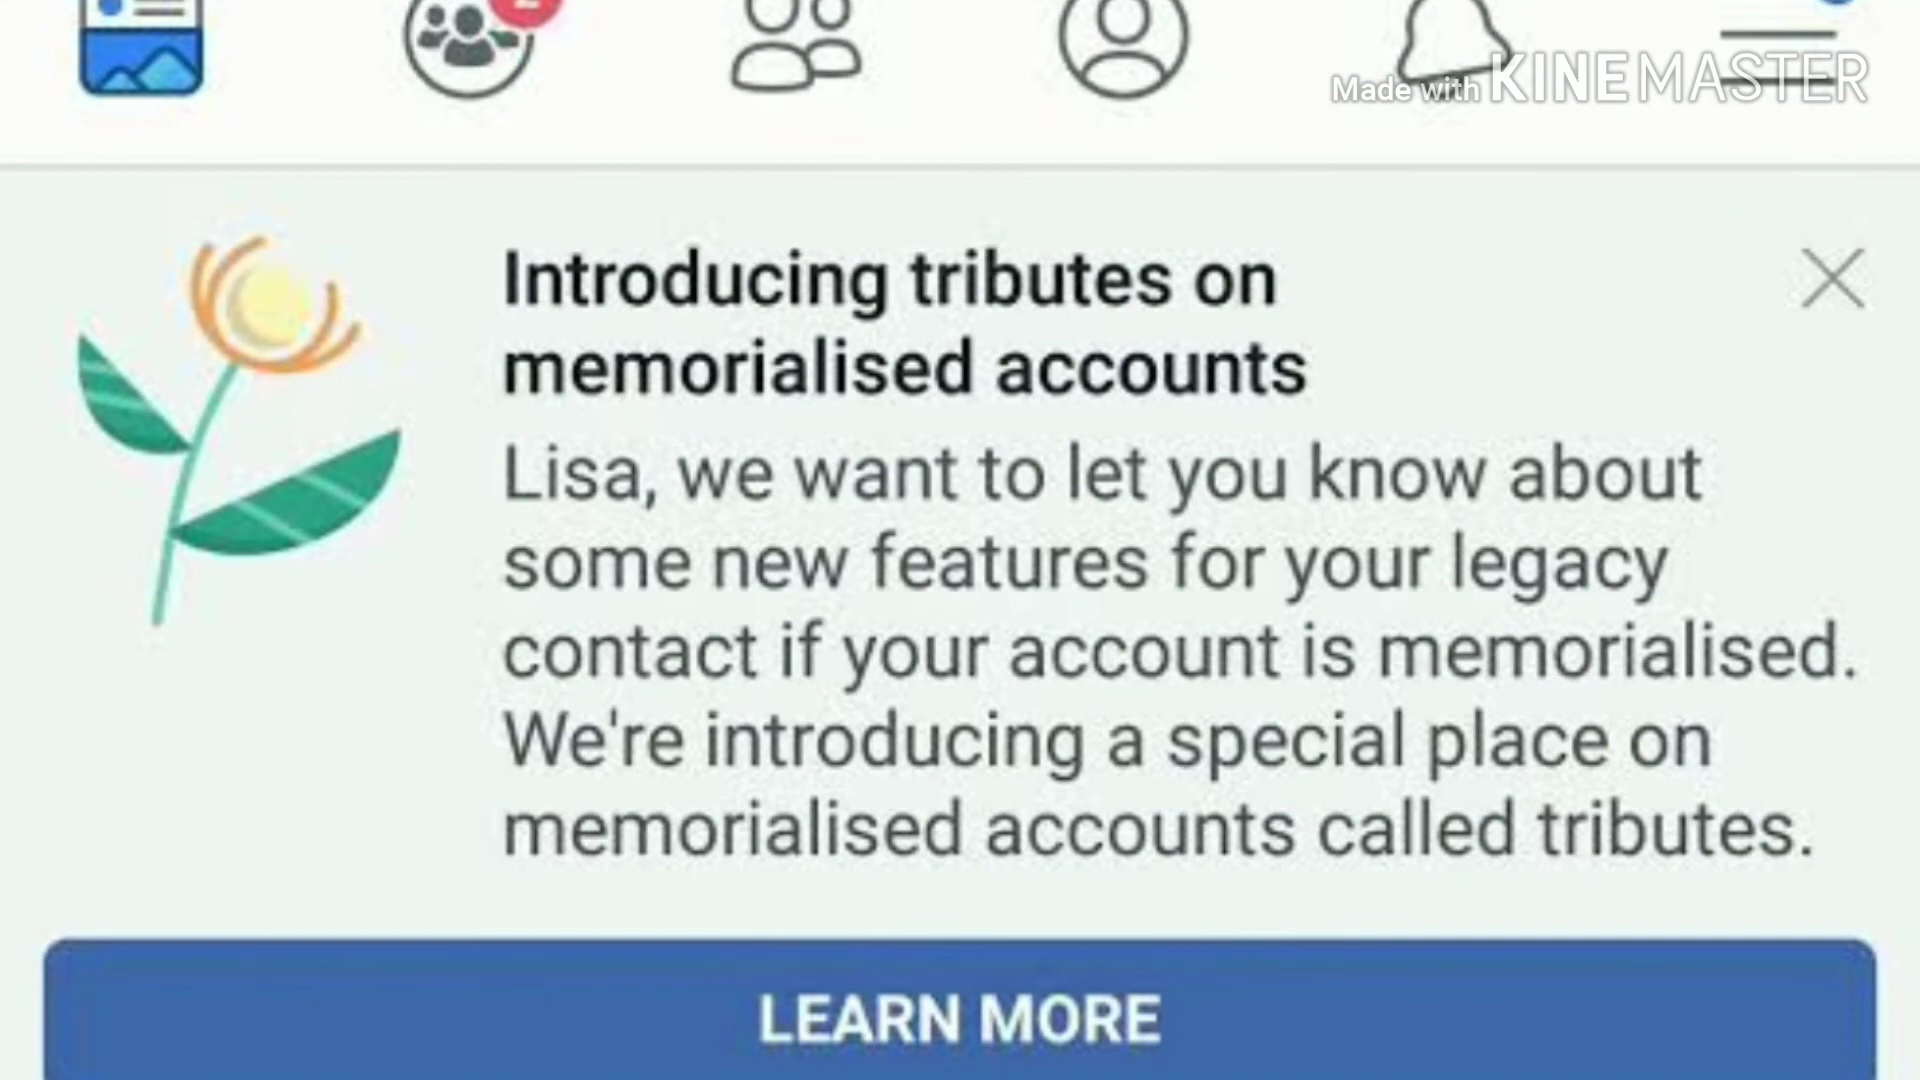 Made with KINEMASTER
Introducing tributes on
memorialised accounts
Lisa, we want to let you know about
some new features for your legacy
contact if your account is memorialised.
We're introducing a special place on
memorialised accounts called tributes.
LEARN MORE